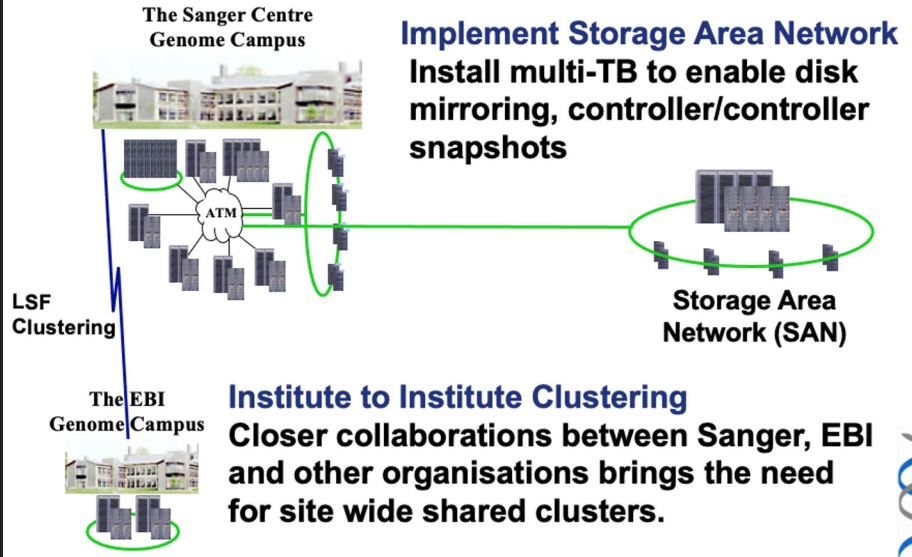 The Sanger Centre
Genome Campus
Implement Storage Area Network
Install multi-TB to enable disk
mirroring, controller/controller
snapshots
ATM
LSF
Clustering
Storage Area
Network (SAN)
The EBI
Genome Campus
Institute to Institute Clustering
Closer collaborations between Sanger, EBI
and other organisations brings the need
for site wide shared clusters.